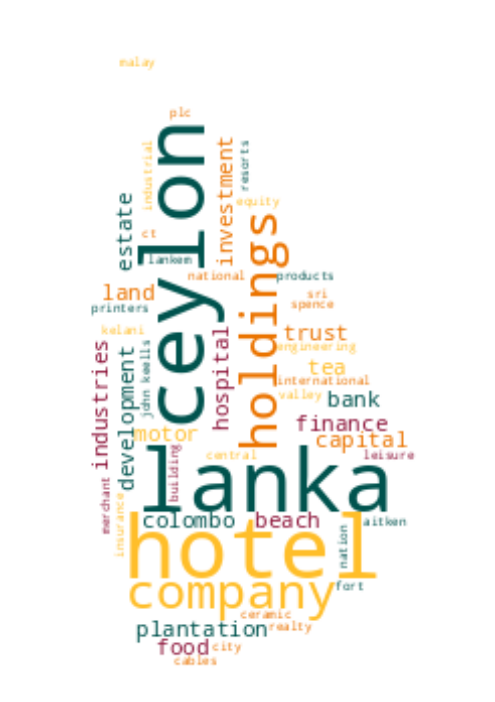 malay
plc
ceylon
industrial
investment
resorts
estate
equity
holdings
ct
lankem
national
products
land
sri
spence
printers
kelani
hospital
trust
john keells
industries
engineering
development
tea
international
valley
bank
finance
motor
capital
building
central
leisure
lanka
merchant
insurance
colombo
beach
aitken
hotel
nation
company
fort
ceramic
plantation
realty
food
city
cables